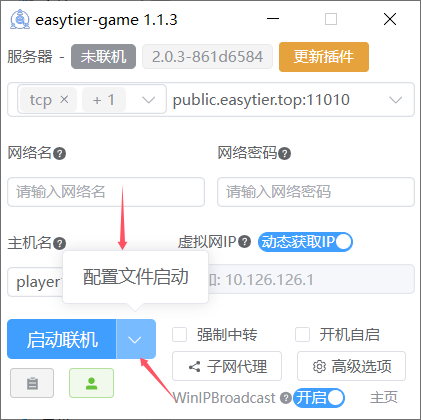 easytier-game 1.1.3
服务器 - 未联机 2.0.3-861d6584 更新插件
tcp × + 1 public.easytier.top:11010
网络名 ? 网络密码 ?
请输入网络名 请输入网络密码
主机名 ? 虚拟网IP ? 动态获取IP
配置文件启动
player : 10.126.126.1
启动联机 强制中转 开机自启
子网代理 高级选项
WinIPBroadcast ? 开启 主页